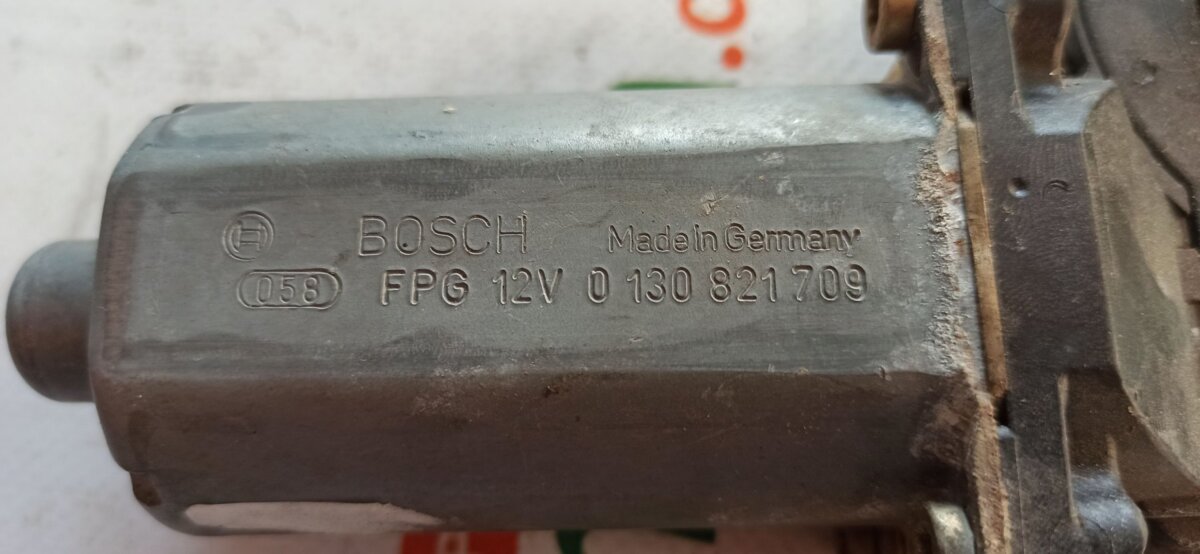 BOSCH Made in Germany
058 FPG 12V 0 130 821 709